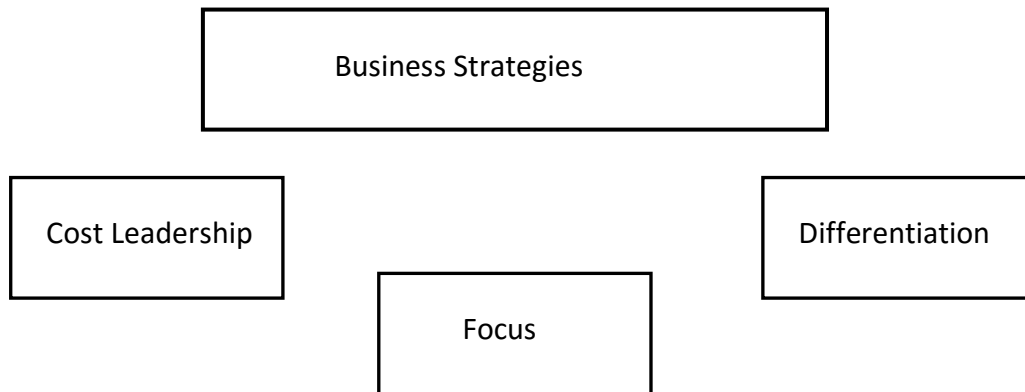 Business Strategies
Cost Leadership
Differentiation
Focus